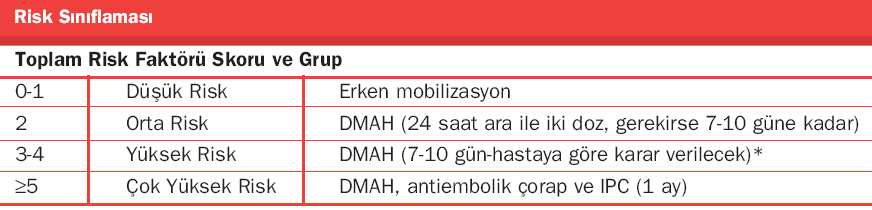 Risk Sınıflaması
Toplam Risk Faktörü Skoru ve Grup
0-1 Düşük Risk Erken mobilizasyon
2 Orta Risk DMAH (24 saat ara ile iki doz, gerekirse 7-10 güne kadar)
3-4 Yüksek Risk DMAH (7-10 gün-hastaya göre karar verilecek)*
≥5 Çok Yüksek Risk DMAH, antiembolik çorap ve IPC (1 ay)